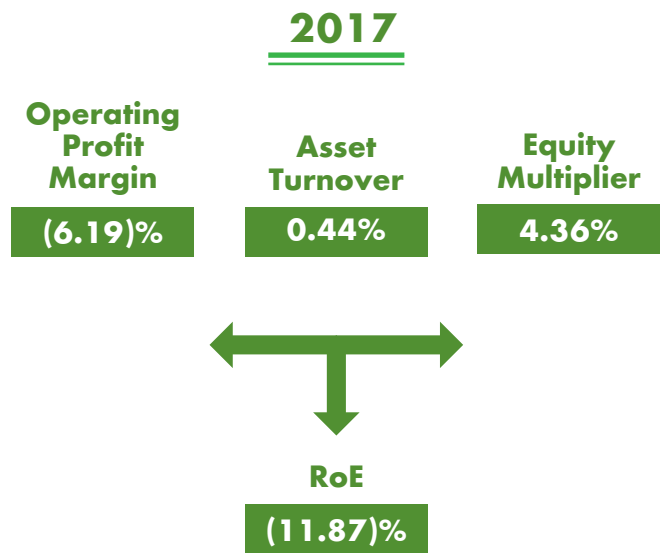 2017
Operating
Profit
Margin
(6.19)%
Asset
Turnover
0.44%
Equity
Multiplier
4.36%
RoE
(11.87)%